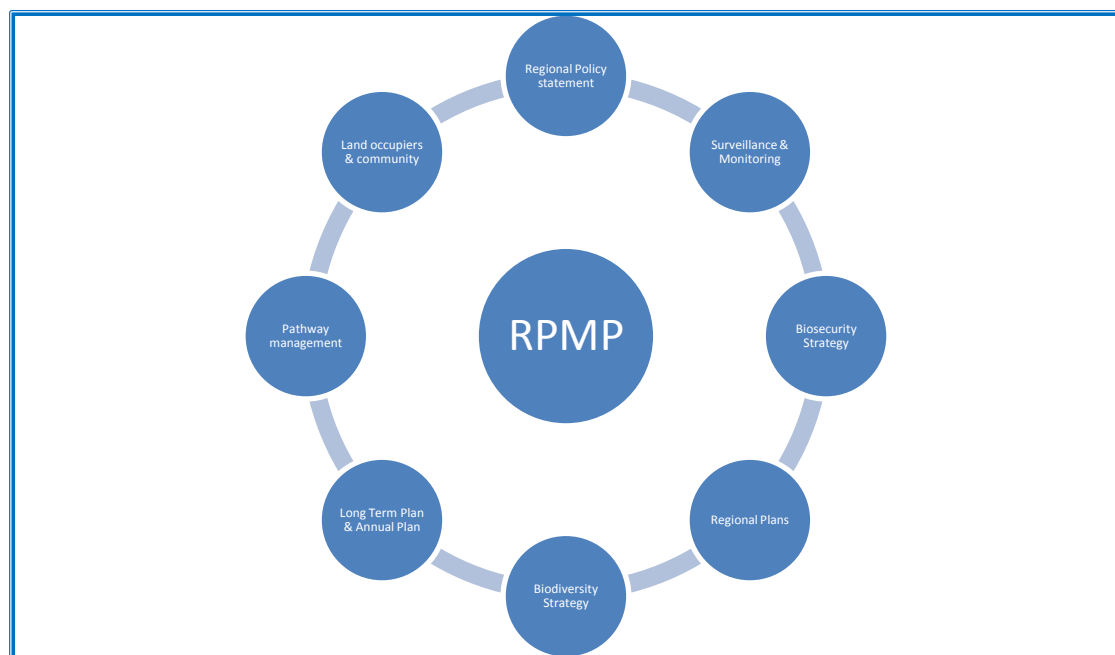 Regional Policy
statement
Surveillance &
Monitoring
Biosecurity
Strategy
Regional Plans
Biodiversity
Strategy
Long Term Plan
& Annual Plan
Pathway
management
Land occupiers
& community
RPMP